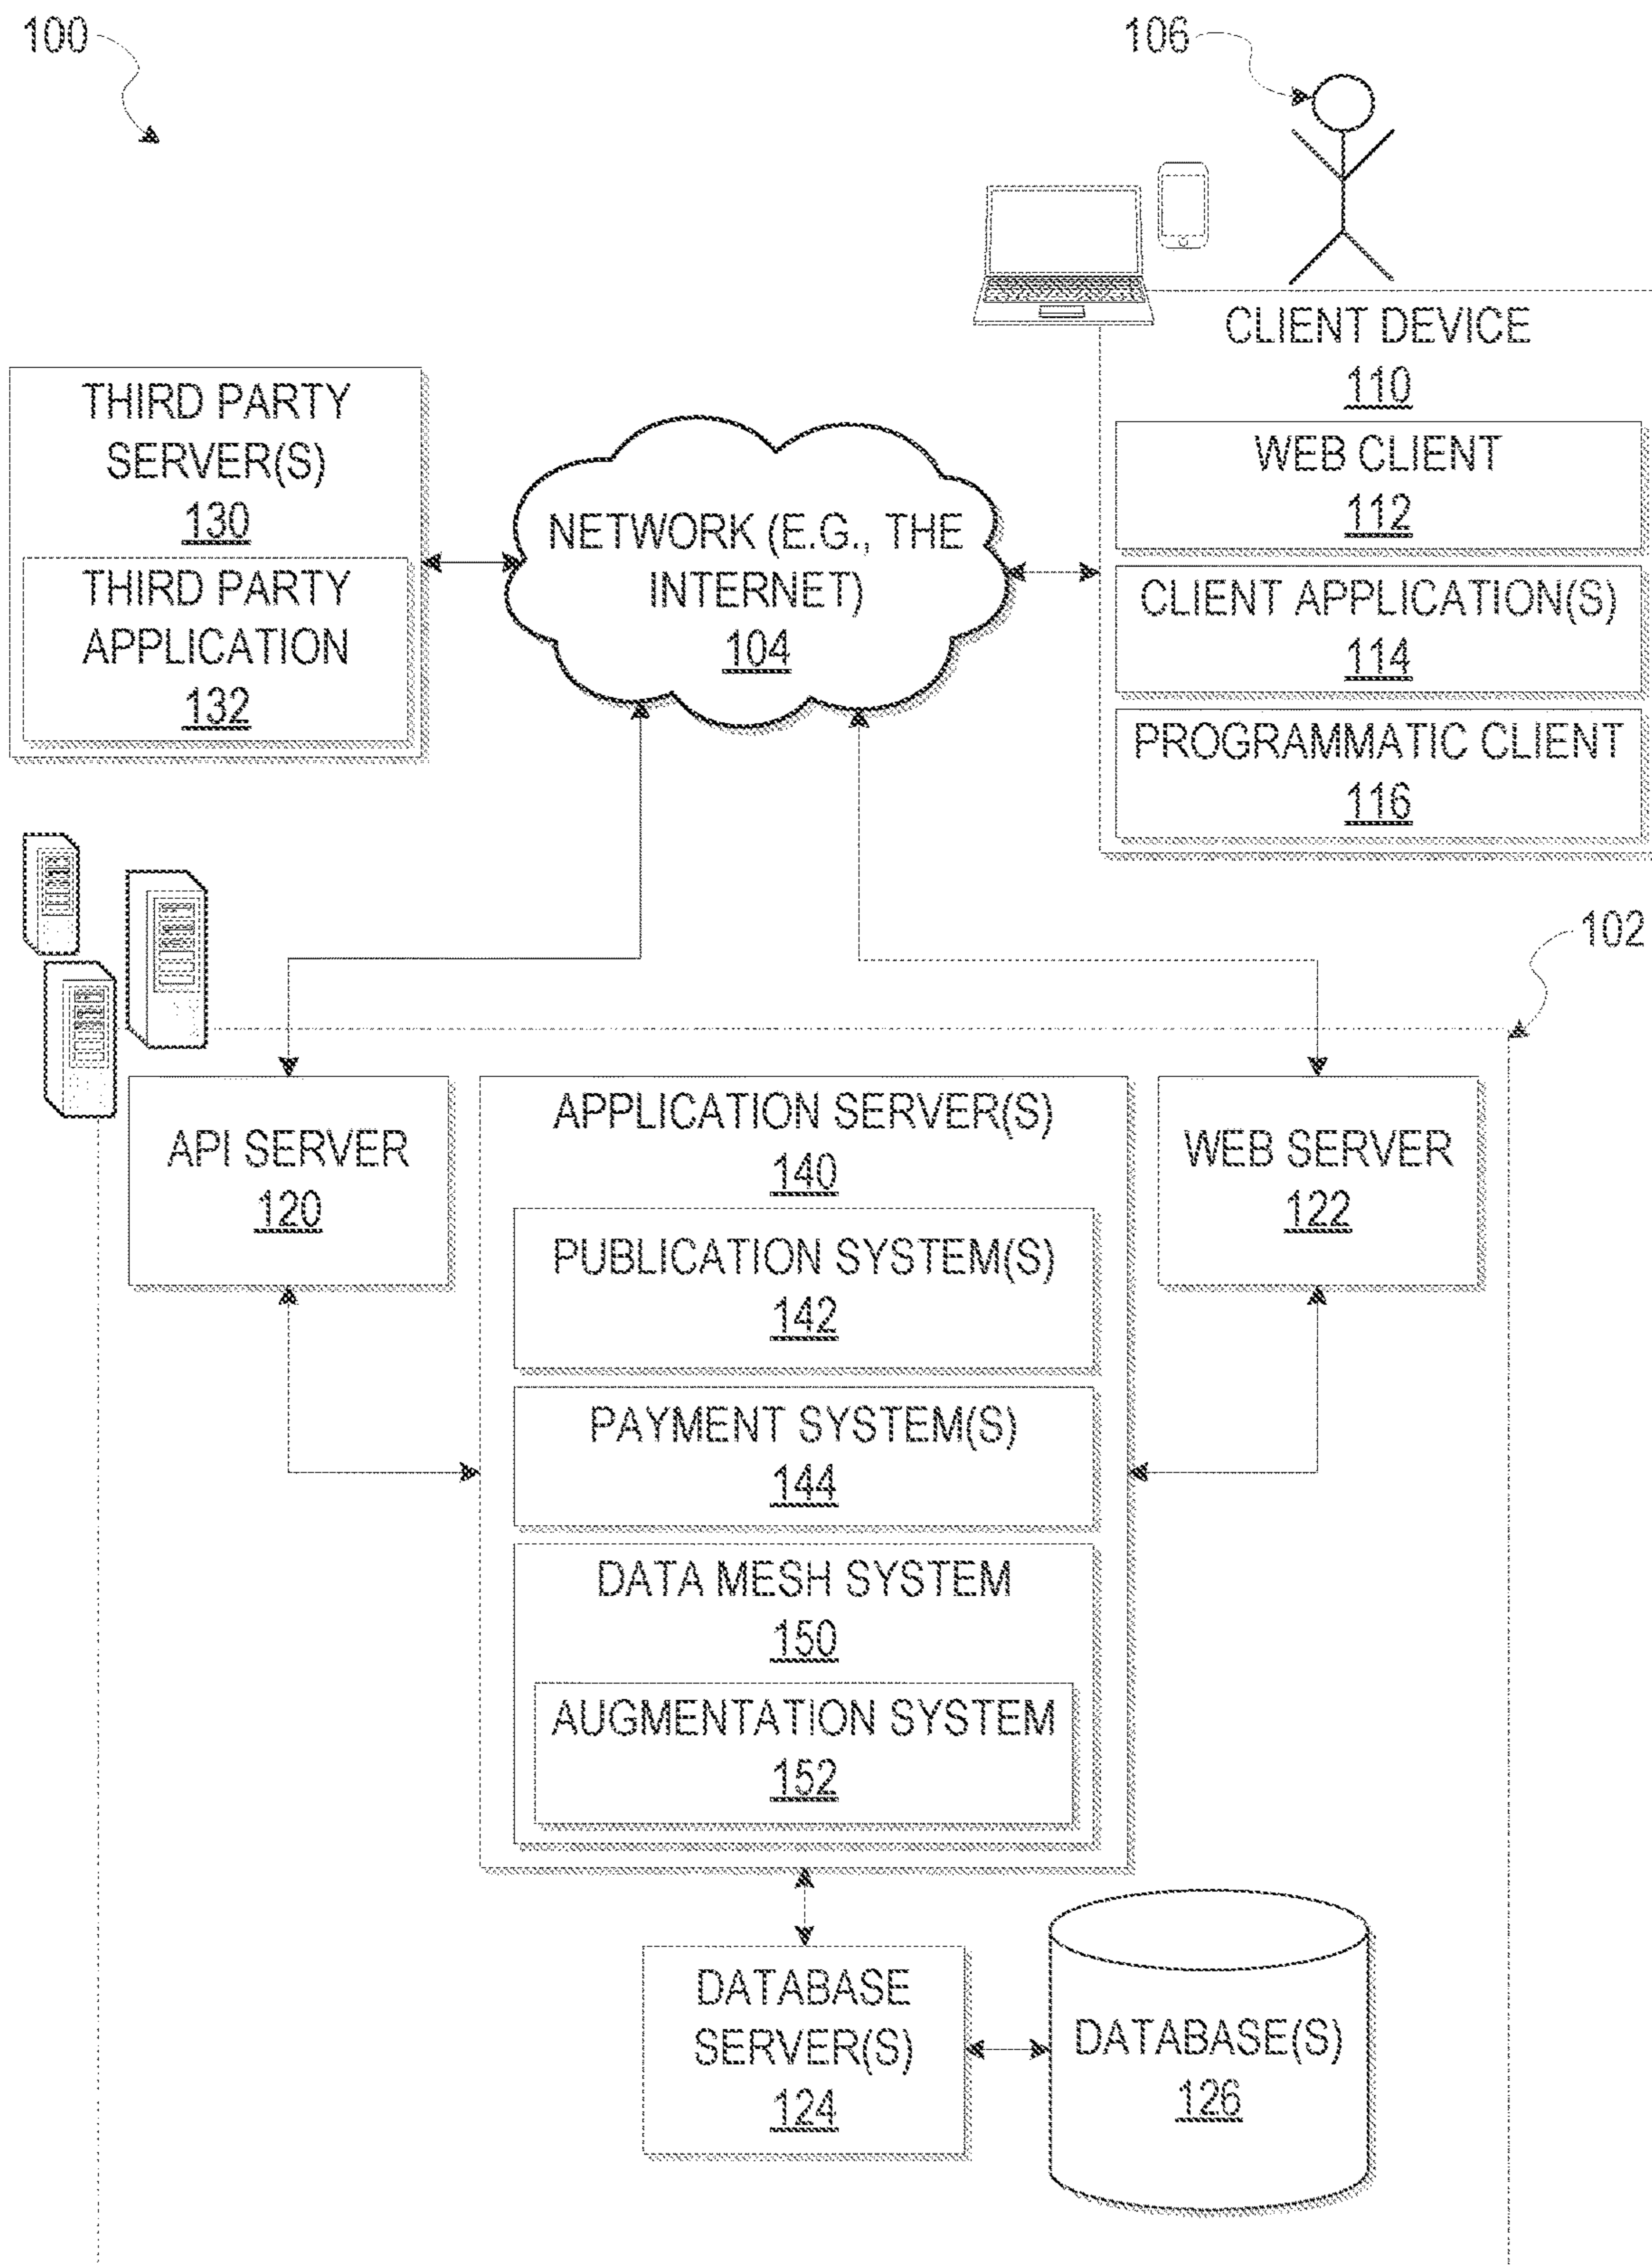 100
106
CLIENT DEVICE
110
WEB CLIENT
112
CLIENT APPLICATION(S)
114
PROGRAMMATIC CLIENT
116
THIRD PARTY
SERVER(S)
130
THIRD PARTY
APPLICATION
132
NETWORK (E.G., THE
INTERNET)
104
102
API SERVER
120
APPLICATION SERVER(S)
140
PUBLICATION SYSTEM(S)
142
PAYMENT SYSTEM(S)
144
DATA MESH SYSTEM
150
AUGMENTATION SYSTEM
152
WEB SERVER
122
DATABASE
SERVER(S)
124
DATABASE(S)
126